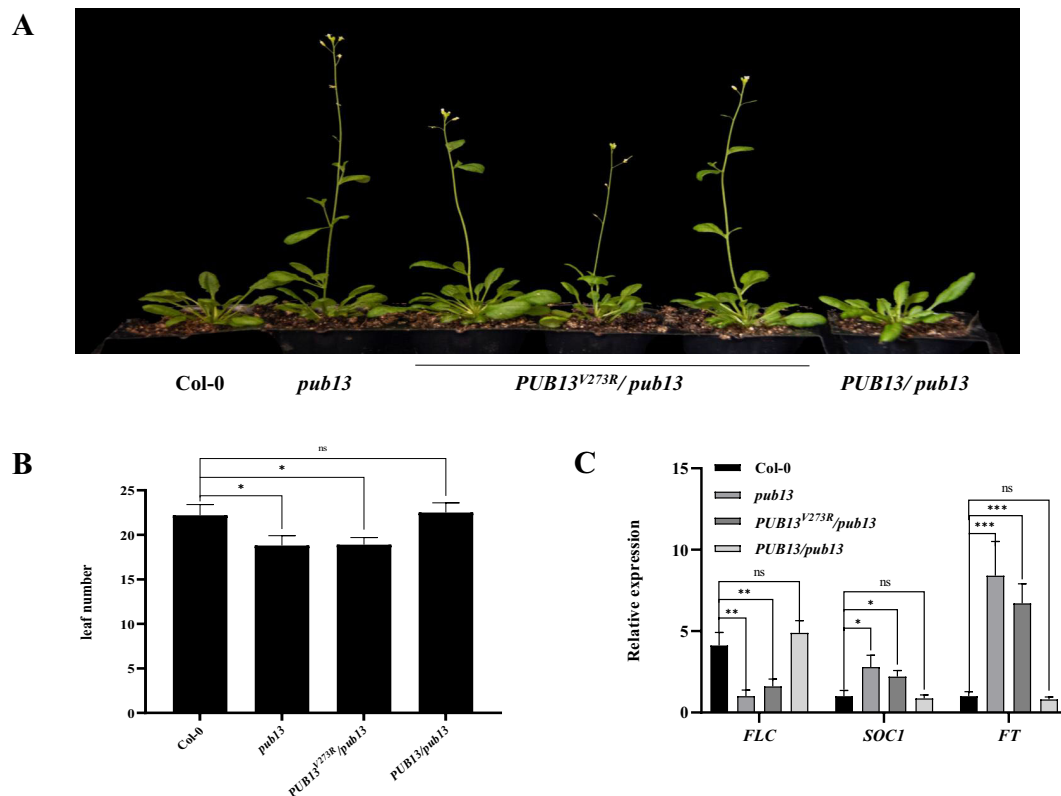 A
Col-0 pub13 PUB13V273R/ pub13 PUB13/ pub13
B
ns
*
*
25
20
15
10
5
0
leaf number
Col-0
pub13
PUB13V273R/pub13
PUB13/pub13
C
Col-0
pub13
PUB13V273R/pub13
PUB13/pub13
15
10
5
0
Relative expression
ns
**
**
ns
*
*
ns
***
***
FLC SOC1 FT